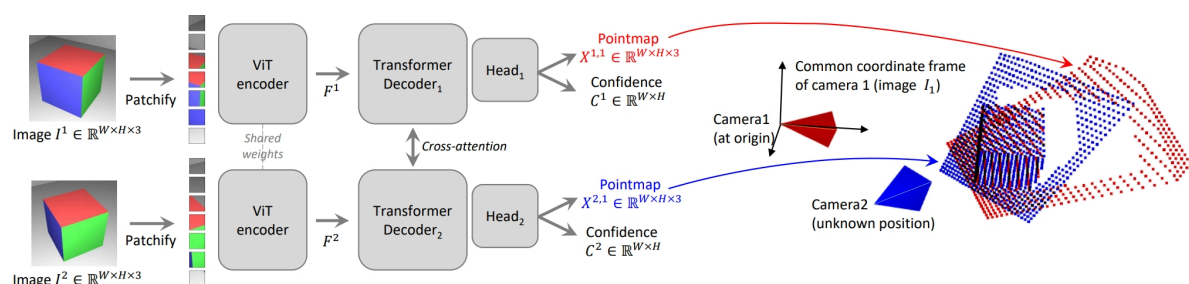 Image I¹ ∈ ℝ^{W×H×3}
Patchify
ViT
encoder
F¹
Transformer
Decoder₁
Head₁
Pointmap
X^{1,1} ∈ ℝ^{W×H×3}
Confidence
C¹ ∈ ℝ^{W×H}
Shared
weights
Cross-attention
Image I² ∈ ℝ^{W×H×3}
Patchify
ViT
encoder
F²
Transformer
Decoder₂
Head₂
Pointmap
X^{2,1} ∈ ℝ^{W×H×3}
Confidence
C² ∈ ℝ^{W×H}
Common coordinate frame
of camera 1 (image I₁)
Camera1
(at origin)
Camera2
(unknown position)